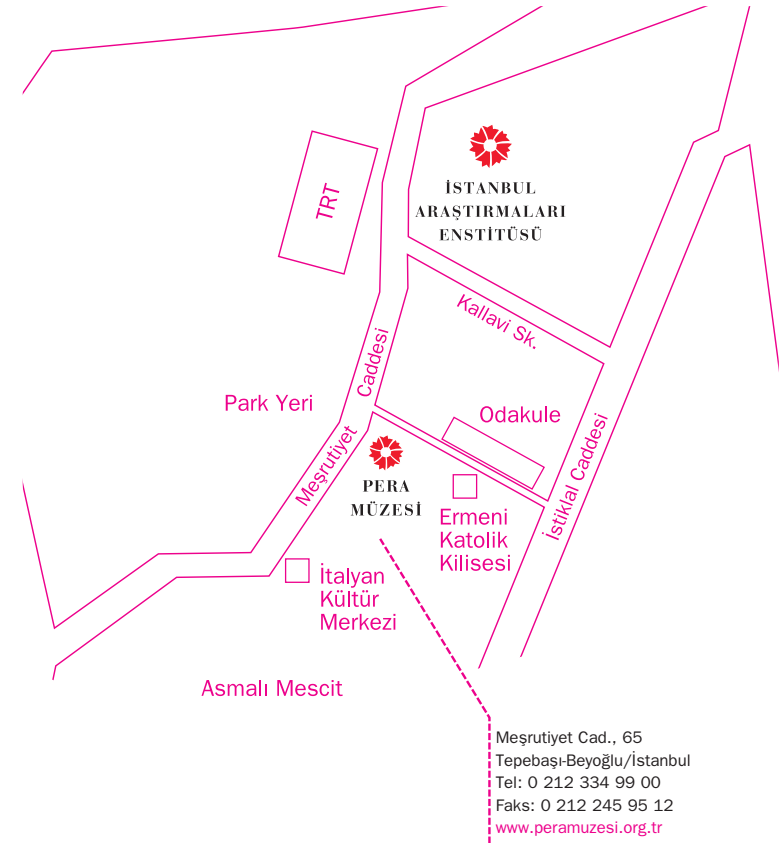 TRT
İSTANBUL
ARAŞTIRMALARI
ENSTİTÜSÜ
Kallavi Sk.
Park Yeri
Meşrutiyet Caddesi
Odakule
İstiklal Caddesi
PERA
MÜZESİ
Ermeni
Katolik
Kilisesi
İtalyan
Kültür
Merkezi
Asmalı Mescit
Meşrutiyet Cad., 65
Tepebaşı-Beyoğlu/İstanbul
Tel: 0 212 334 99 00
Faks: 0 212 245 95 12
www.peramuzesi.org.tr